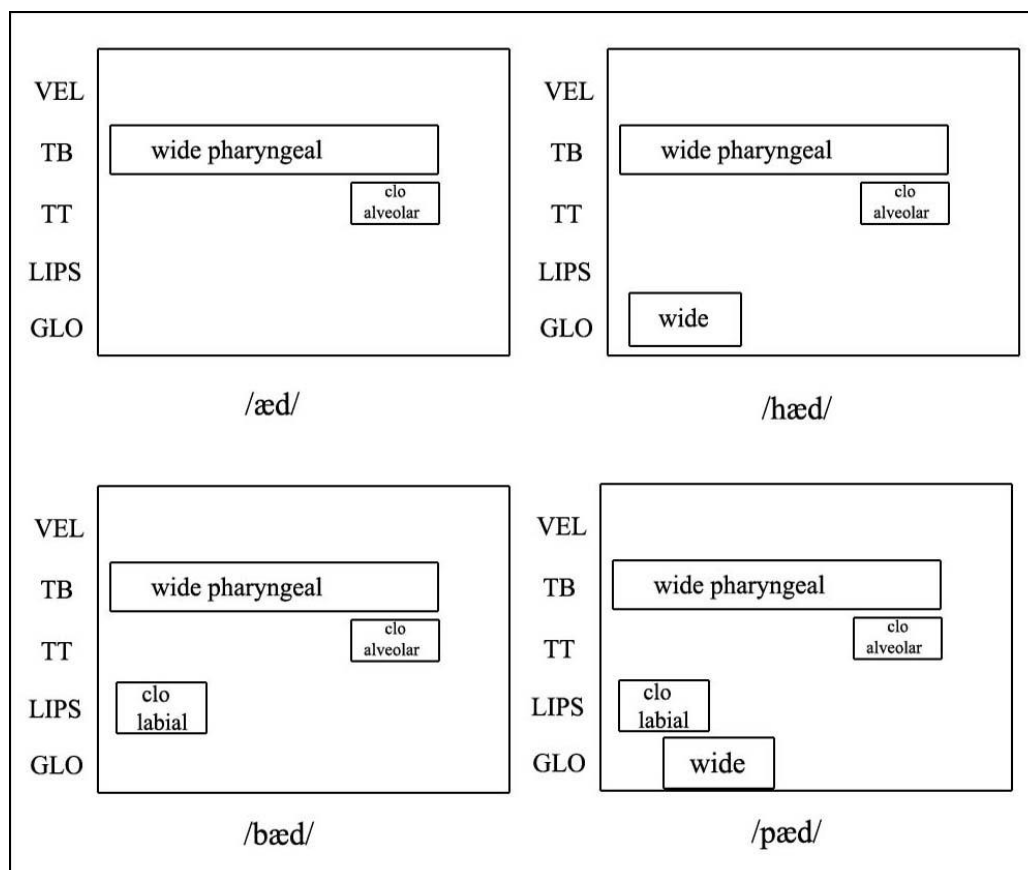 VEL
TB
wide pharyngeal
TT
clo
alveolar
LIPS
GLO
/æd/
VEL
TB
wide pharyngeal
TT
clo
alveolar
LIPS
GLO
wide
/hæd/
VEL
TB
wide pharyngeal
TT
clo
alveolar
LIPS
clo
labial
GLO
/bæd/
VEL
TB
wide pharyngeal
TT
clo
alveolar
LIPS
clo
labial
GLO
wide
/pæd/